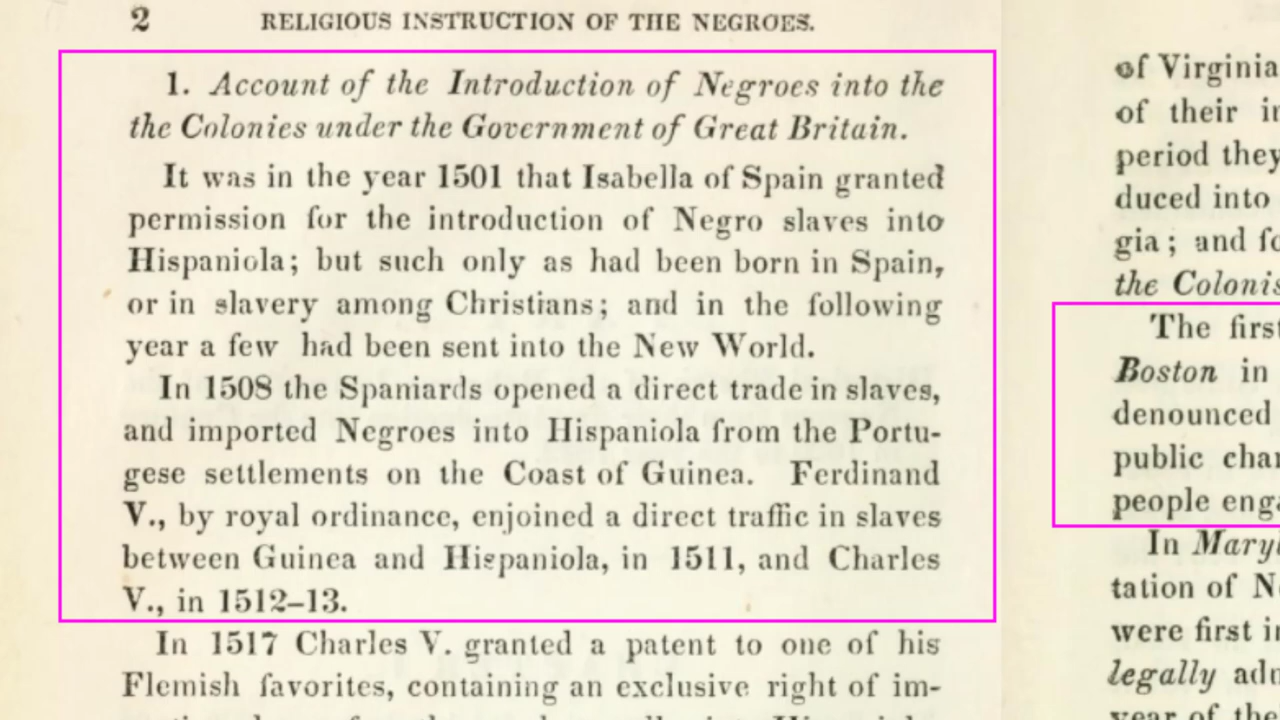 2 RELIGIOUS INSTRUCTION OF THE NEGROES.
1. Account of the Introduction of Negroes into the
the Colonies under the Government of Great Britain.
It was in the year 1501 that Isabella of Spain granted
permission for the introduction of Negro slaves into
Hispaniola; but such only as had been born in Spain,
or in slavery among Christians; and in the following
year a few had been sent into the New World.
In 1508 the Spaniards opened a direct trade in slaves,
and imported Negroes into Hispaniola from the Portu-
gese settlements on the Coast of Guinea. Ferdinand
V., by royal ordinance, enjoined a direct traffic in slaves
between Guinea and Hispaniola, in 1511, and Charles
V., in 1512–13.
In 1517 Charles V. granted a patent to one of his
Flemish favorites, containing an exclusive right of im-
of Virginia
of their
period they
duced into
gia; and
the
The first
Boston in
denounced
public
people
In
tation of
were first
legally
year of the